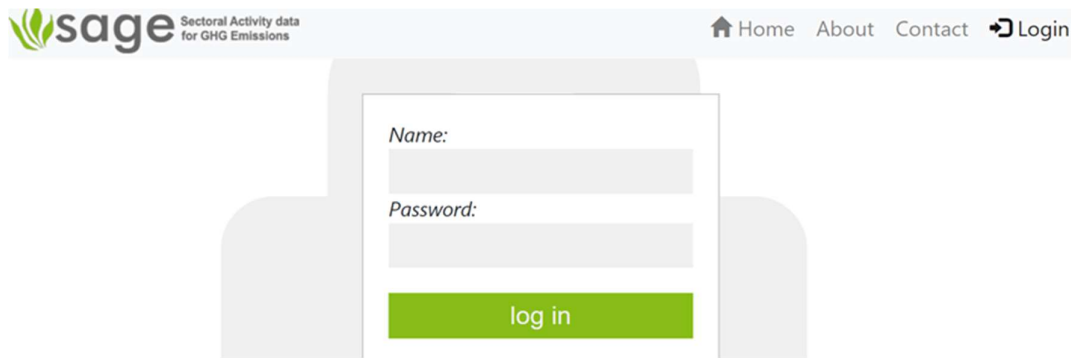 sage Sectoral Activity data
for GHG Emissions
Home About Contact Login
Name:
Password:
log in